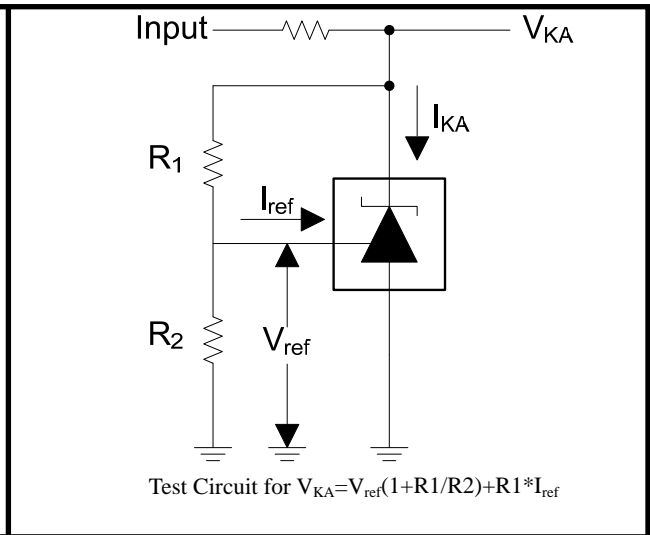 Input
V_KA
I_KA
R_1
I_ref
R_2
V_ref
Test Circuit for V_KA=V_ref(1+R1/R2)+R1*I_ref